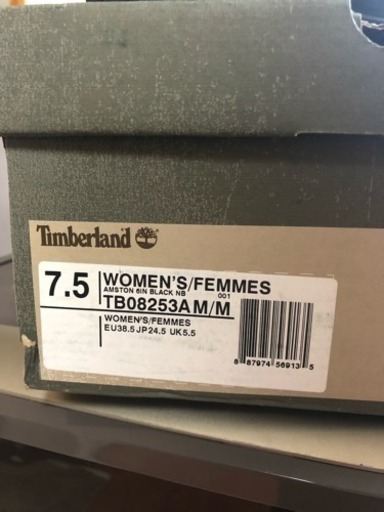 Timberland
7.5
WOMEN'S/FEMMES
AMSTON 6IN BLACK NB 001
TB08253A M/M
WOMEN'S/FEMMES
EU38.5 JP24.5 UK5.5
8 87974 56913 5